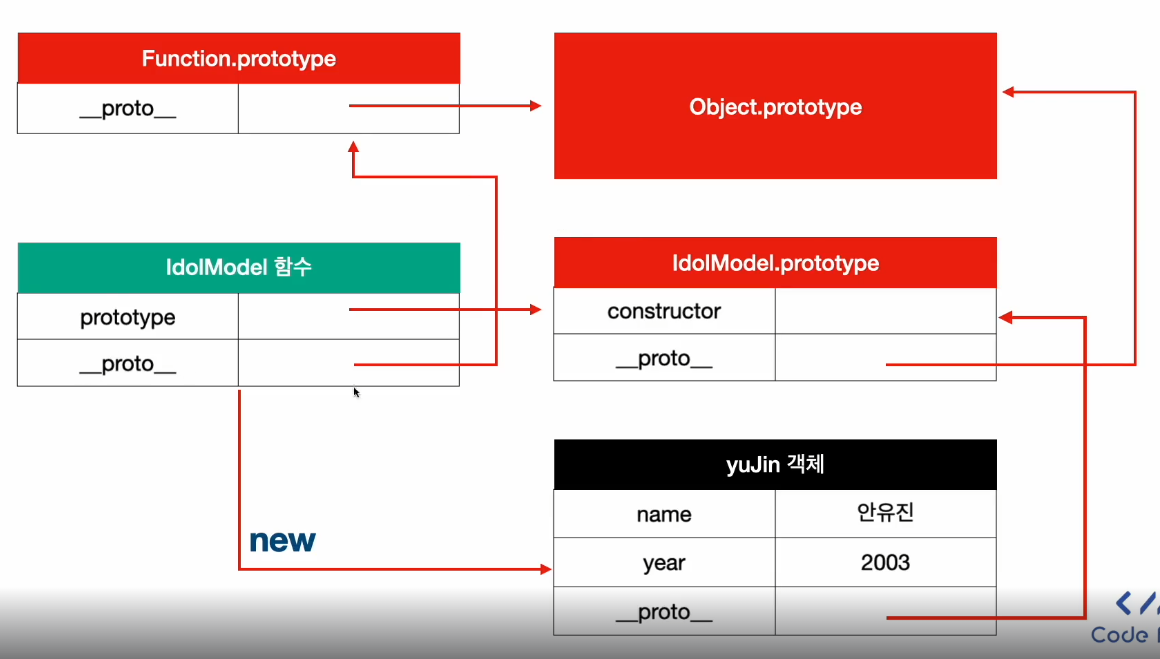 Function.prototype
__proto__
Object.prototype
IdolModel 함수
prototype
__proto__
IdolModel.prototype
constructor
__proto__
new
yuJin 객체
name 안유진
year 2003
__proto__
Code